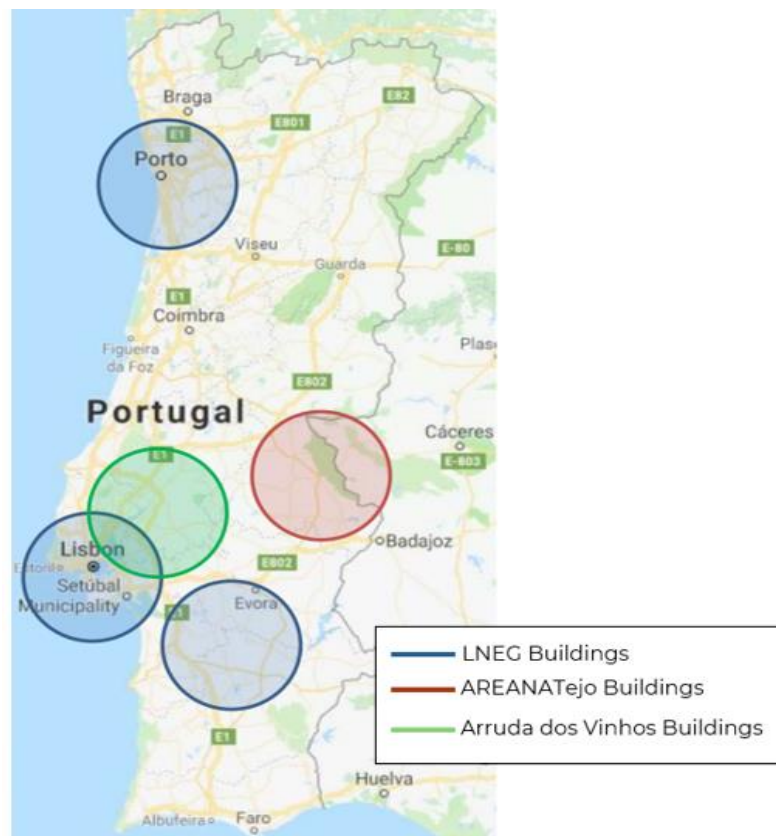 Braga
E82
E801
E1
Porto
Viseu
E-80
Guarda
E1
Coimbra
Figueira
da Foz
Plas
E802
Portugal
Cáceres
E1
E-803
Lisbon
Badajoz
E802
Setúbal
Municipality
Evora
E1
LNEG Buildings
AREANATejo Buildings
Arruda dos Vinhos Buildings
E1
Huelva
Albufeira
Faro